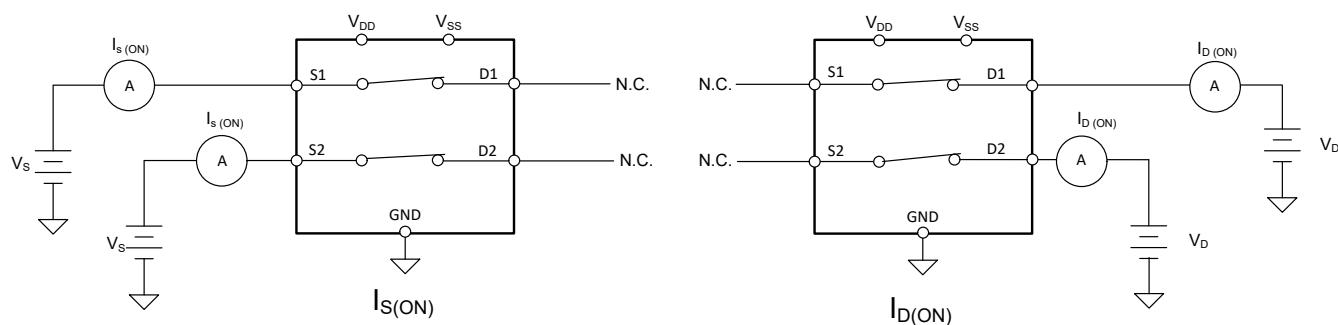 V_DD V_SS
I_s (ON)
A
S1 D1 N.C.
I_s (ON)
A
S2 D2 N.C.
V_S
V_S
GND
I_S(ON)
V_DD V_SS
I_D (ON)
N.C. S1 D1 A
I_D (ON)
N.C. S2 D2 A
V_D
V_D
GND
I_D(ON)